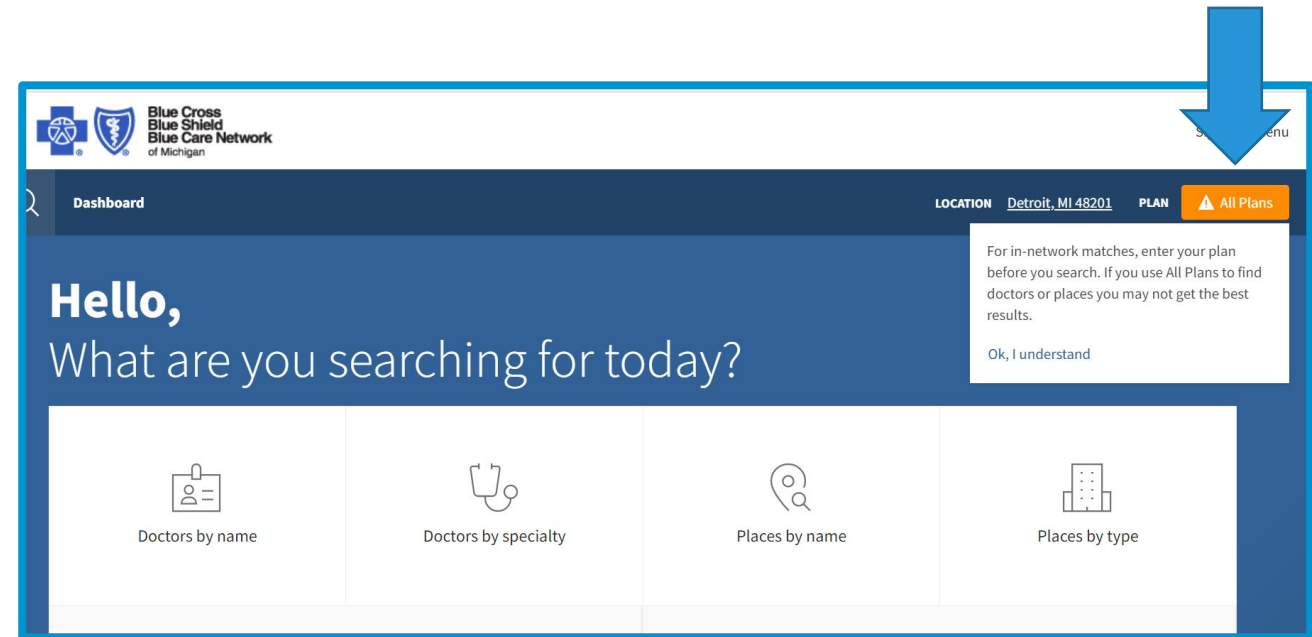 Blue Cross
Blue Shield
Blue Care Network
of Michigan
Dashboard
LOCATION Detroit, MI 48201 PLAN All Plans
For in-network matches, enter your plan
before you search. If you use All Plans to find
doctors or places you may not get the best
results.
Ok, I understand
Hello,
What are you searching for today?
Doctors by name
Doctors by specialty
Places by name
Places by type